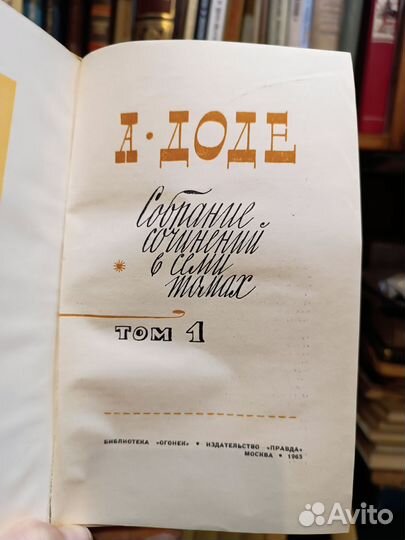 А · ДОДЕ
Собрание
сочинений
в семи
томах
ТОМ 1
БИБЛИОТЕКА «ОГОНЕК» • ИЗДАТЕЛЬСТВО «ПРАВДА»
МОСКВА • 1965
Avito